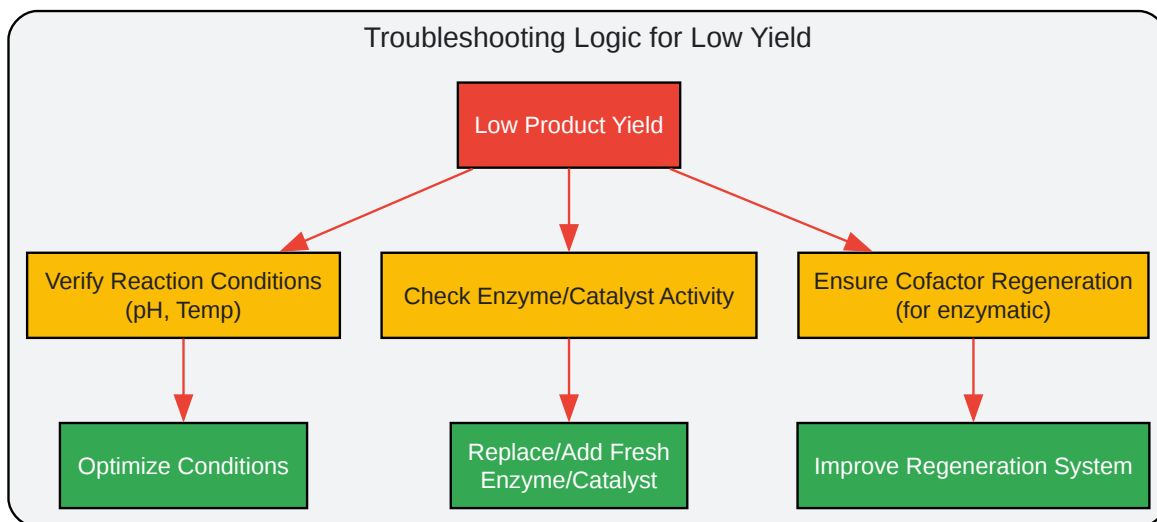 Troubleshooting Logic for Low Yield
Low Product Yield
Verify Reaction Conditions
(pH, Temp)
Check Enzyme/Catalyst Activity
Ensure Cofactor Regeneration
(for enzymatic)
Optimize Conditions
Replace/Add Fresh
Enzyme/Catalyst
Improve Regeneration System